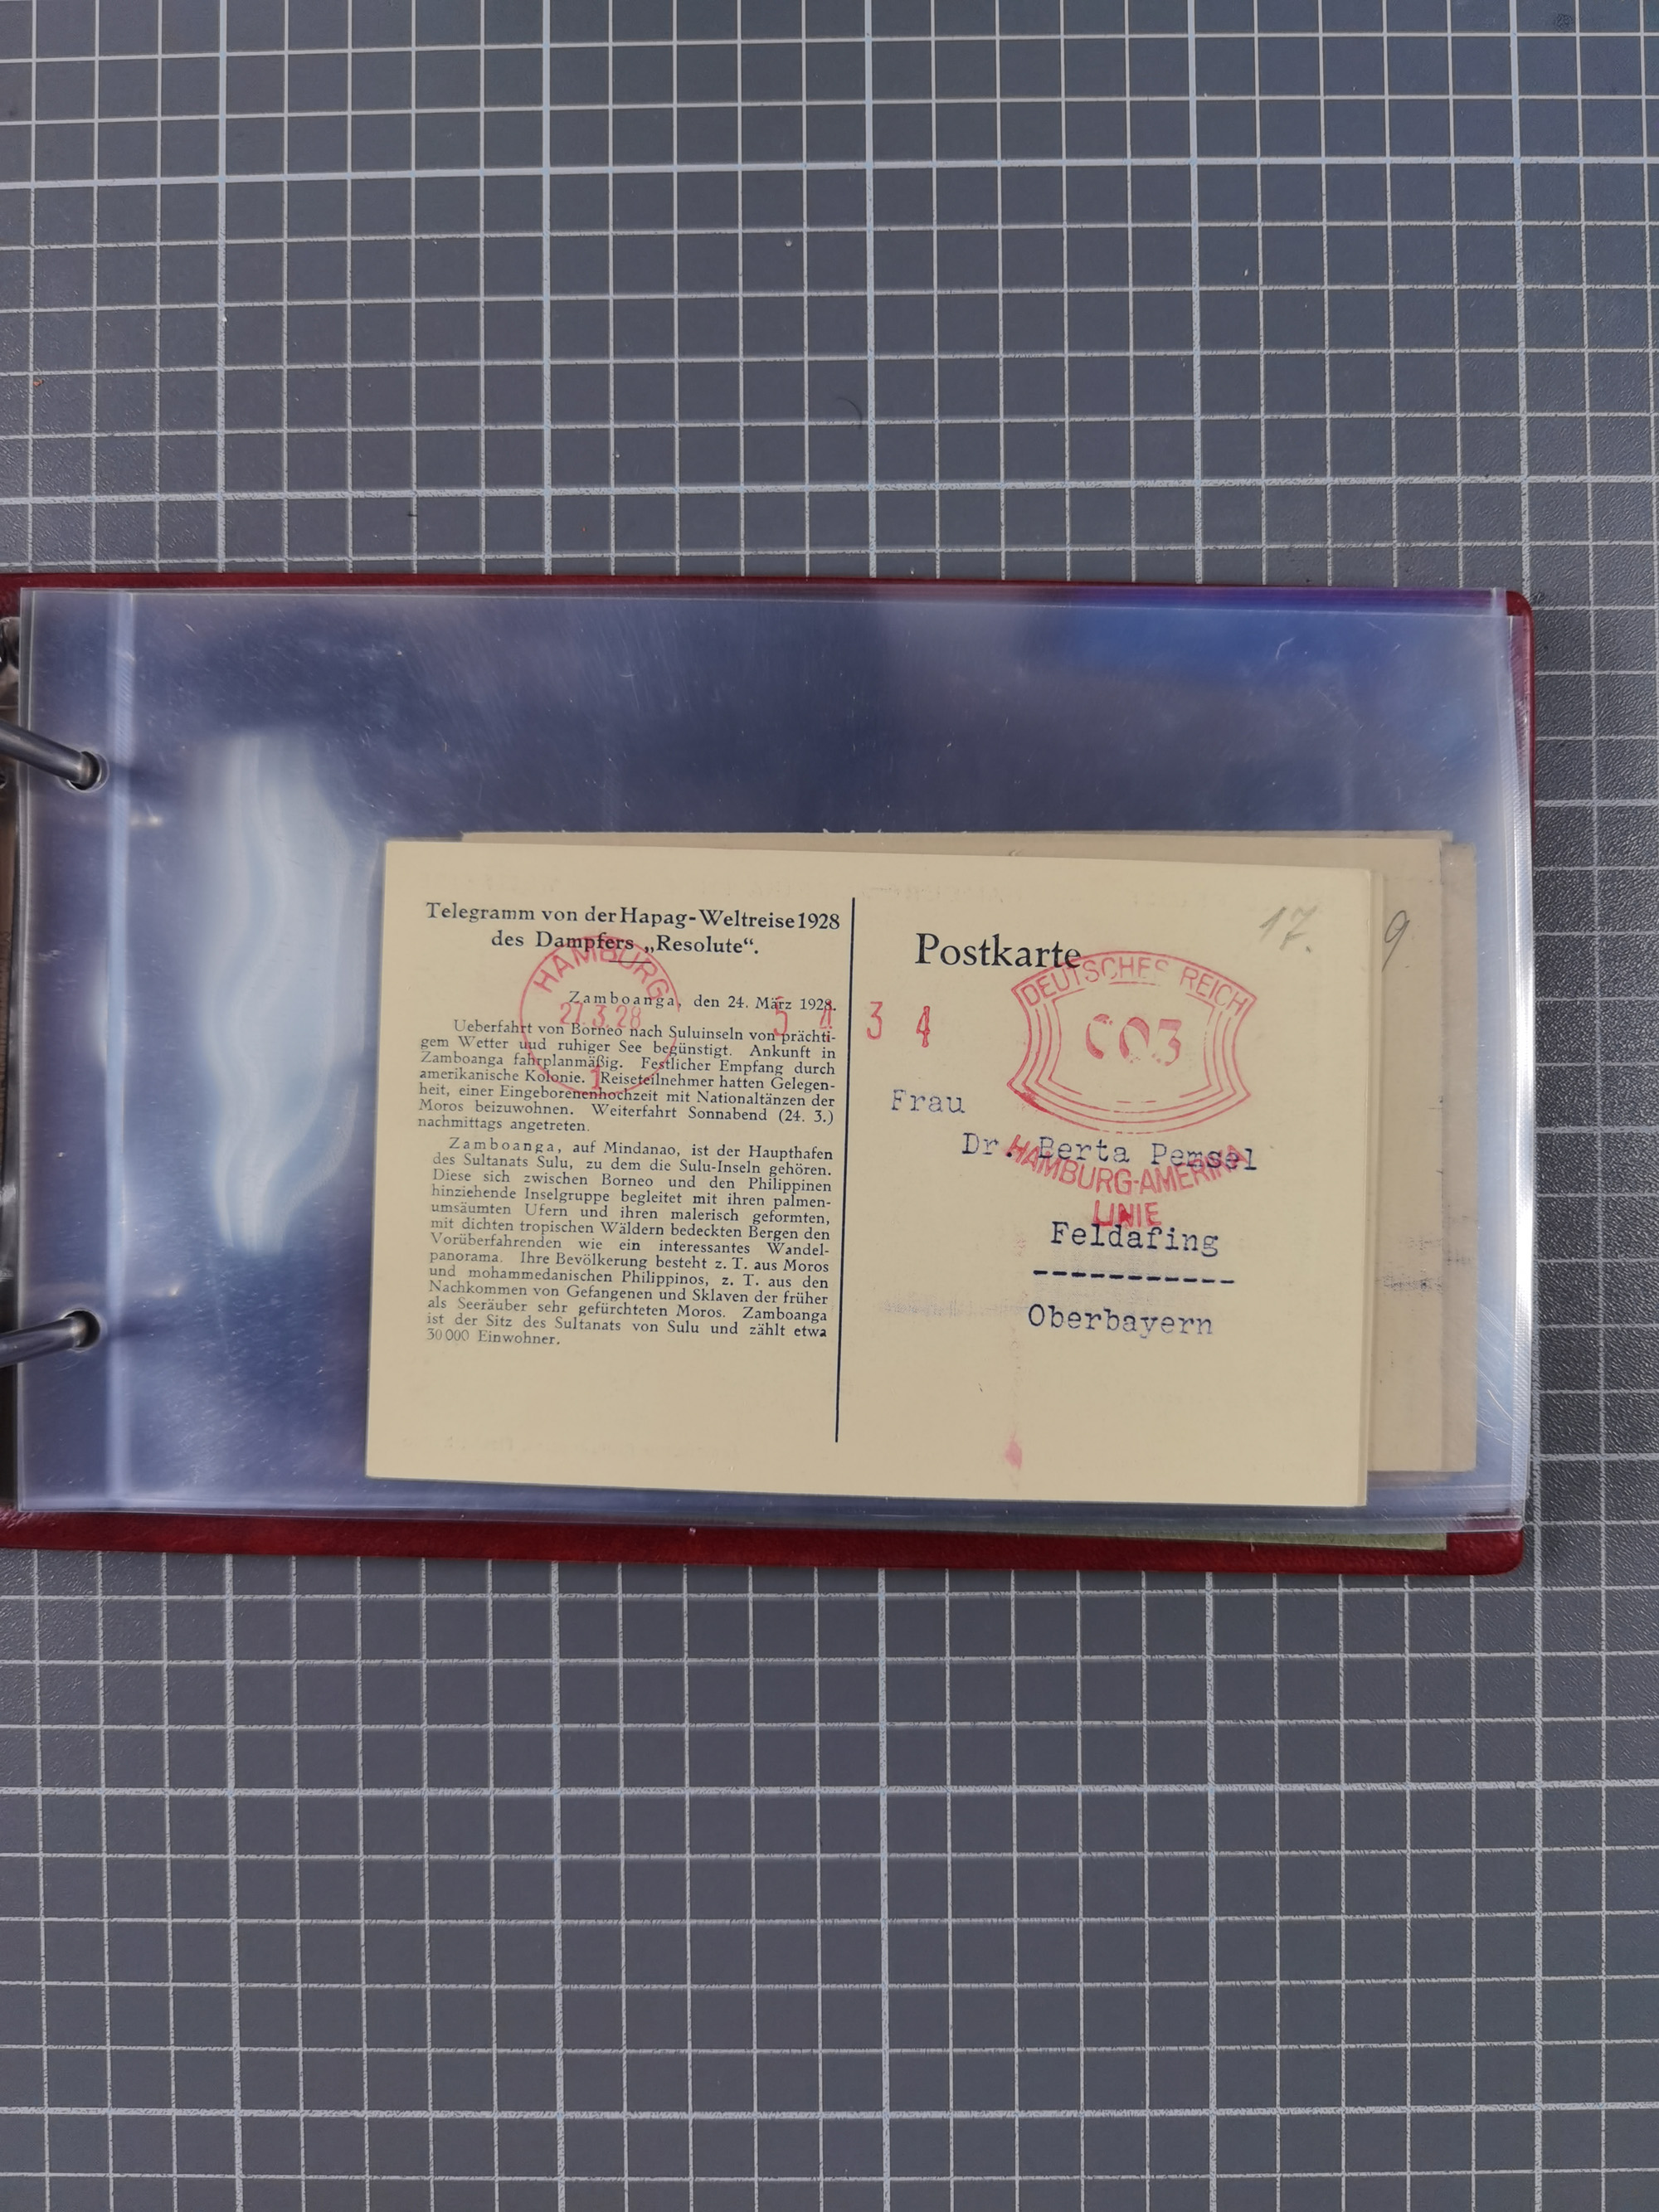 Telegramm von der Hapag-Weltreise 1928
des Dampfers „Resolute“.
Zamboanga, den 24. März 1928.
Ueberfahrt von Borneo nach Suluinseln von prächti-
gem Wetter und ruhiger See begünstigt. Ankunft in
Zamboanga fahrplanmäßig. Festlicher Empfang durch
amerikanische Kolonie. Reiseteilnehmer hatten Gelegen-
heit, einer Eingeborenenhochzeit mit Nationaltänzen der
Moros beizuwohnen. Weiterfahrt Sonnabend (24. 3.)
nachmittags angetreten.
Zamboanga, auf Mindanao, ist der Haupthafen
des Sultanats Sulu, zu dem die Sulu-Inseln gehören.
Diese sich zwischen Borneo und den Philippinen
hinziehende Inselgruppe begleitet mit ihren palmen-
umsäumten Ufern und ihren malerisch geformten,
mit dichten tropischen Wäldern bedeckten Bergen den
Vorüberfahrenden wie ein interessantes Wandel-
panorama. Ihre Bevölkerung besteht z. T. aus Moros
und mohammedanischen Philippinos, z. T. aus den
Nachkommen von Gefangenen und Sklaven der früher
als Seeräuber sehr gefürchteten Moros. Zamboanga
ist der Sitz des Sultanats von Sulu und zählt etwa
30 000 Einwohner.
HAMBURG
27.3.28
1
5 4 3 4
Postkarte
17.
9
DEUTSCHES REICH
003
HAMBURG-AMERIKA
LINIE
Frau
Dr. Berta Pemsel
Feldafing
Oberbayern